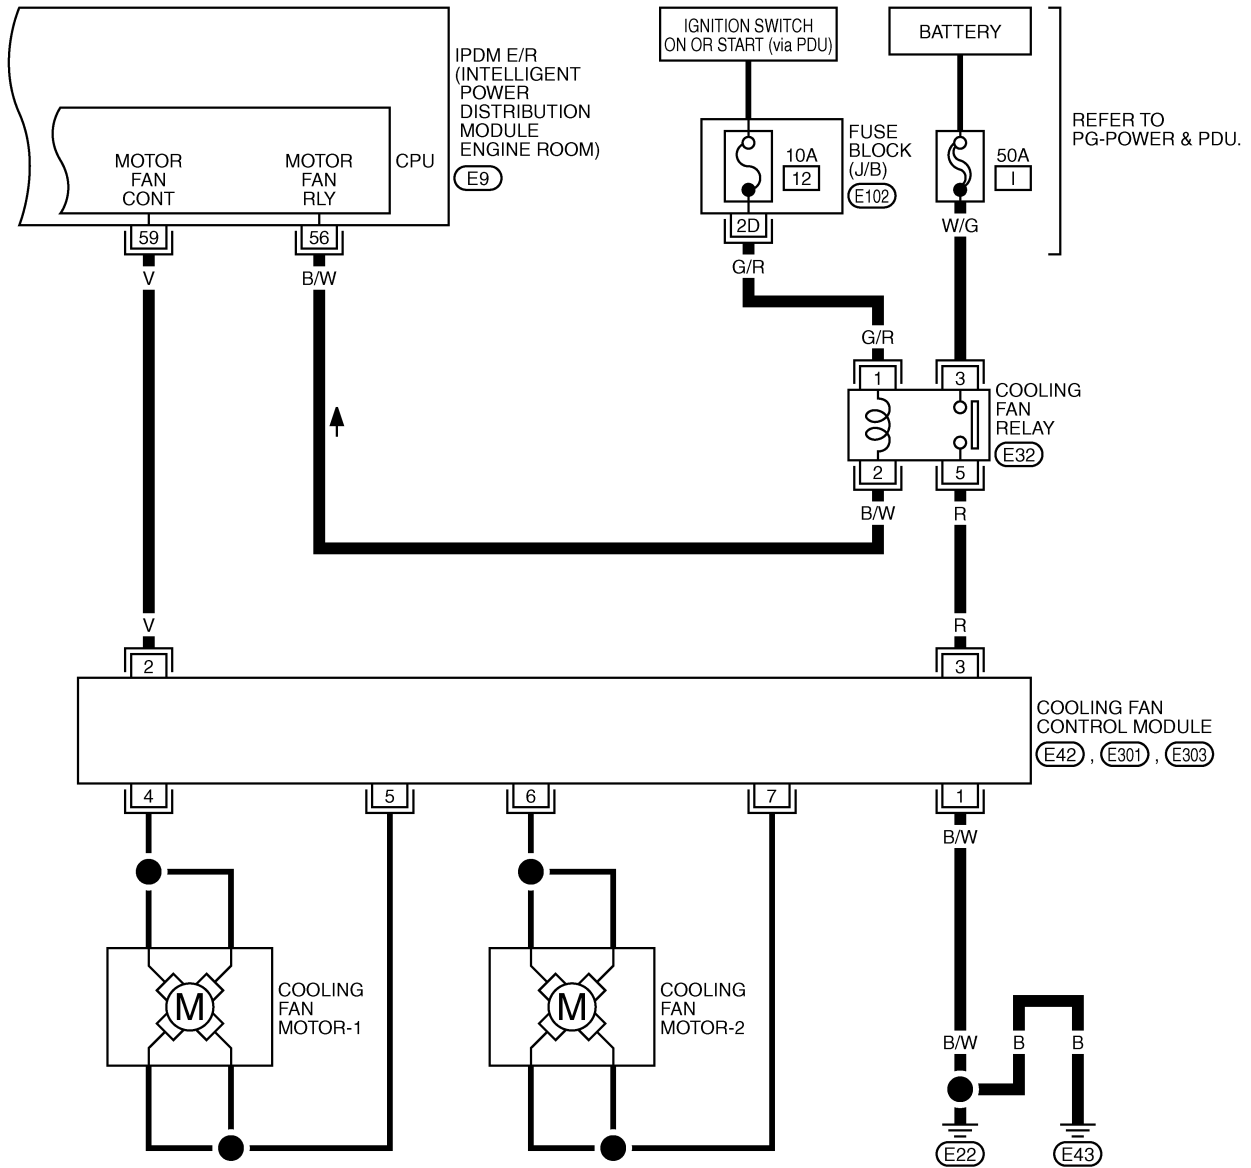 IGNITION SWITCH
ON OR START (via PDU)
BATTERY
IPDM E/R
(INTELLIGENT
POWER
DISTRIBUTION
MODULE
ENGINE ROOM)
E9
REFER TO
PG-POWER & PDU.
FUSE
BLOCK
(J/B)
E102
10A
12
50A
I
MOTOR
FAN
CONT
MOTOR
FAN
RLY
CPU
59
56
2D
W/G
V
B/W
G/R
G/R
1
3
COOLING
FAN
RELAY
E32
2
5
B/W
R
V
R
2
3
COOLING FAN
CONTROL MODULE
E42 , E301 , E303
4
5
6
7
1
B/W
M
COOLING
FAN
MOTOR-1
M
COOLING
FAN
MOTOR-2
B/W
B
B
E22
E43